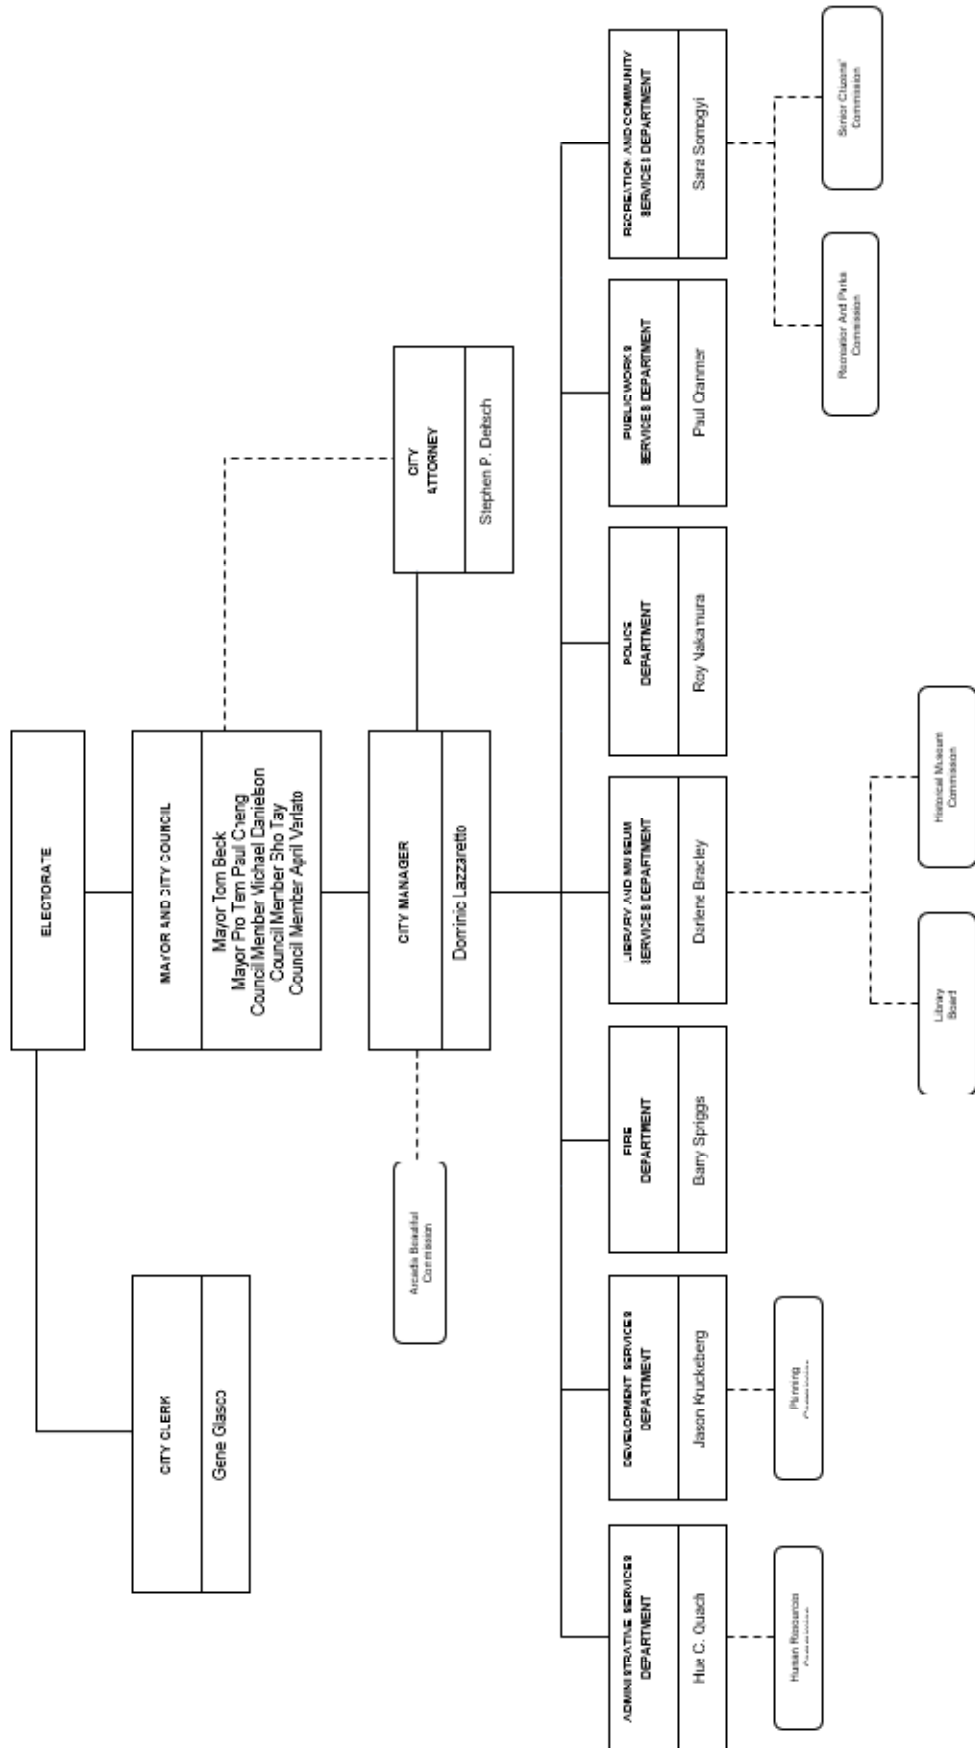 ELECTORATE
CITY CLERK
Gene Glasco
MAYOR AND CITY COUNCIL
Mayor Tom Beck
Mayor Pro Tem Paul Cheng
Council Member Michael Danielson
Council Member Sho Tay
Council Member April Verlato
CITY MANAGER
Dominic Lazzaretto
CITY
ATTORNEY
Stephen P. Deitsch
Arcadia Beautiful
Commission
ADMINISTRATIVE SERVICES
DEPARTMENT
Hue C. Quach
DEVELOPMENT SERVICES
DEPARTMENT
Jason Kruckeberg
FIRE
DEPARTMENT
Barry Spriggs
LIBRARY AND MUSEUM
SERVICES DEPARTMENT
Darlene Bradley
POLICE
DEPARTMENT
Roy Nakamura
PUBLIC WORKS
SERVICES DEPARTMENT
Paul Cranmer
RECREATION AND COMMUNITY
SERVICES DEPARTMENT
Sara Somogyi
Human Resources
Planning
Library
Board
Historical Museum
Commission
Recreation And Parks
Commission
Senior Citizens'
Commission